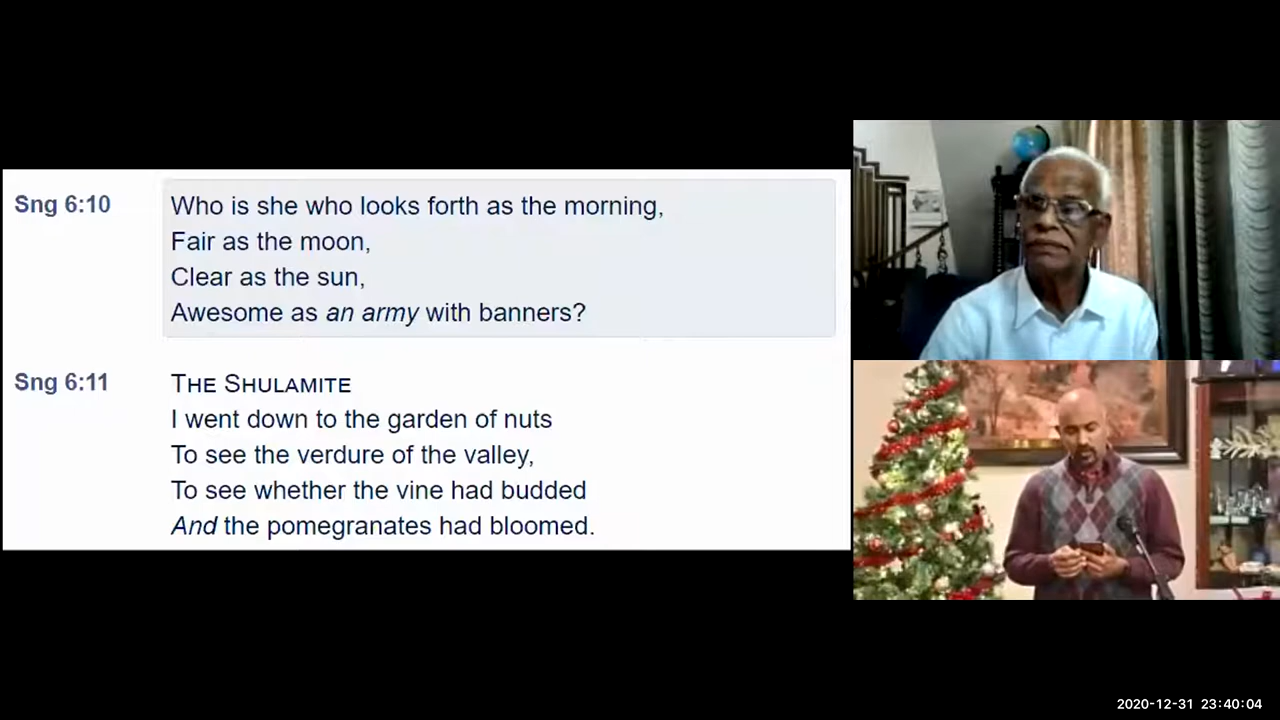 Sng 6:10
Who is she who looks forth as the morning,
Fair as the moon,
Clear as the sun,
Awesome as an army with banners?
Sng 6:11
THE SHULAMITE
I went down to the garden of nuts
To see the verdure of the valley,
To see whether the vine had budded
And the pomegranates had bloomed.
2020-12-31 23:40:04